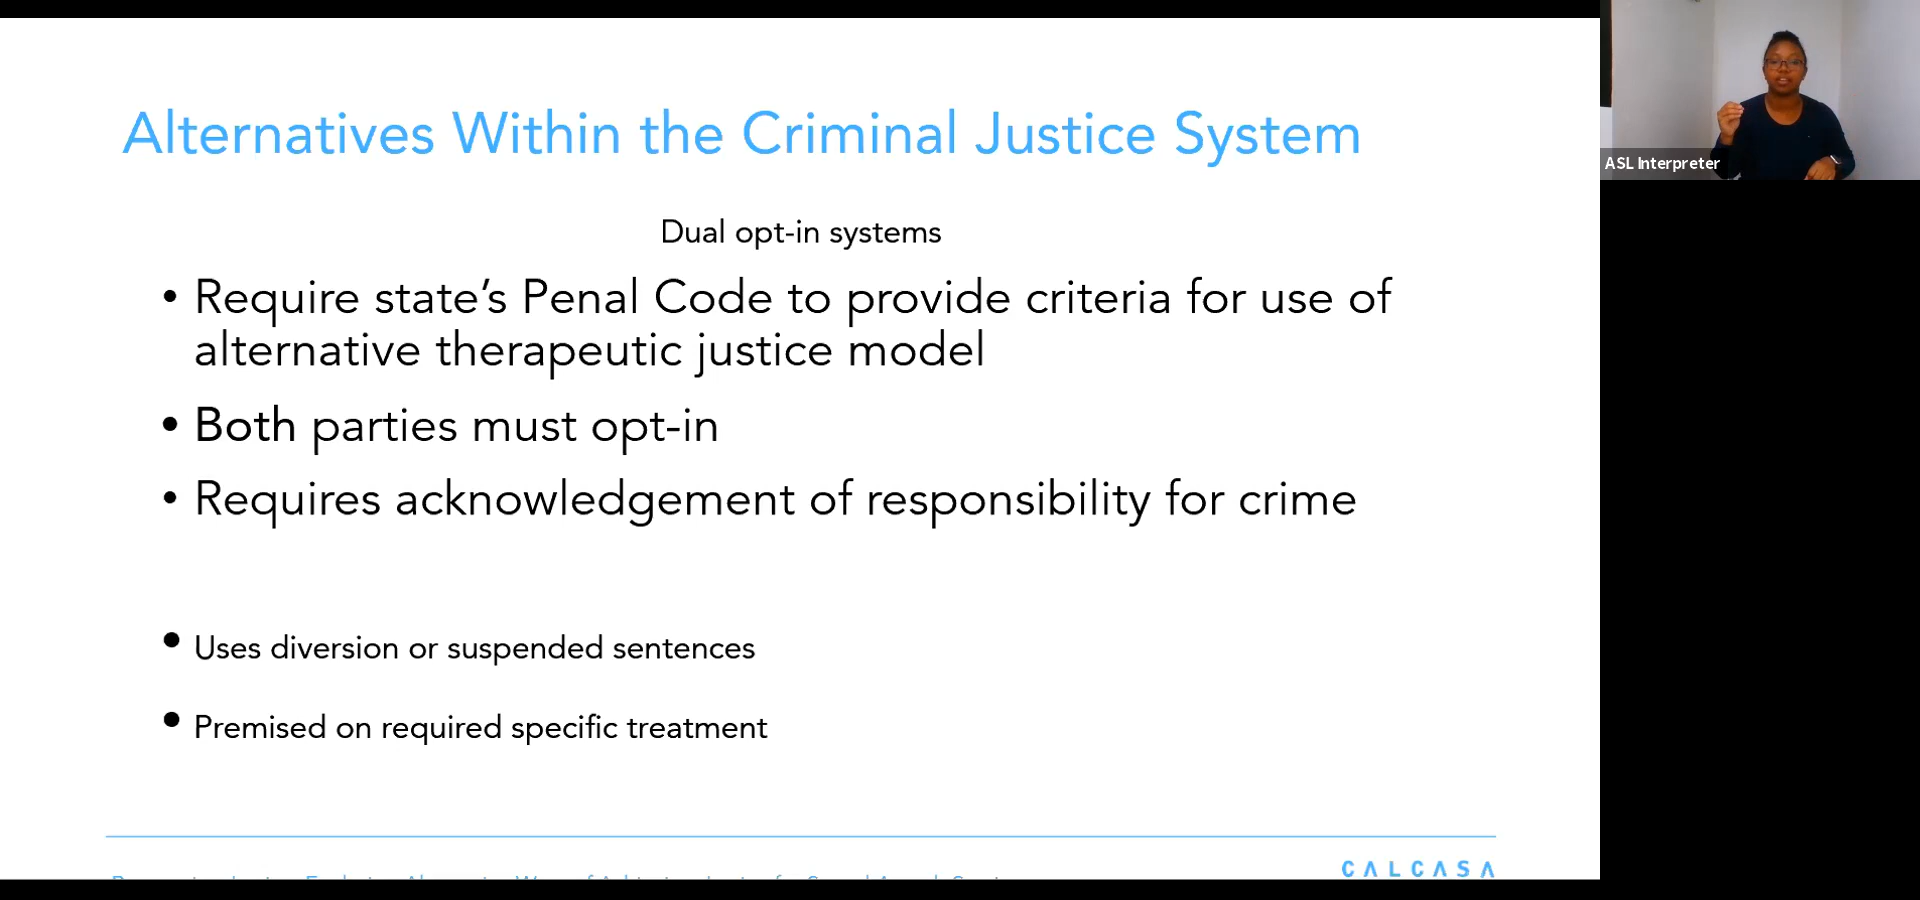 Alternatives Within the Criminal Justice System
ASL Interpreter
Dual opt-in systems
• Require state’s Penal Code to provide criteria for use of
alternative therapeutic justice model
• Both parties must opt-in
• Requires acknowledgement of responsibility for crime
• Uses diversion or suspended sentences
• Premised on required specific treatment
CALCASA